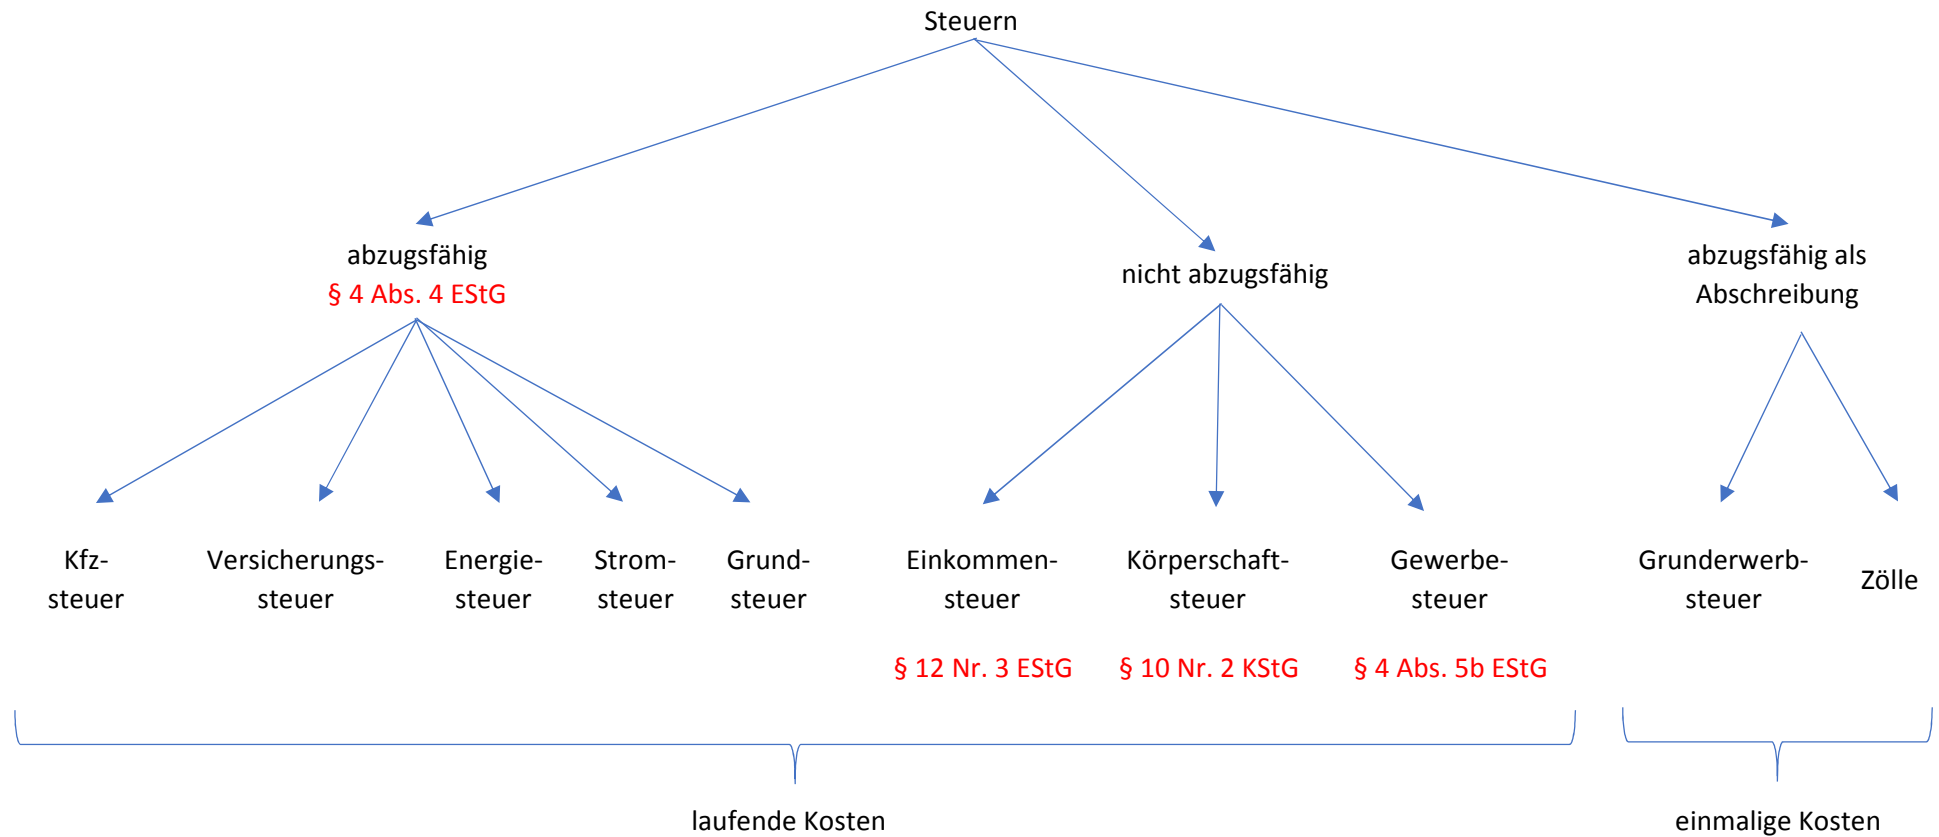 Steuern
abzugsfähig
§ 4 Abs. 4 EStG
nicht abzugsfähig
abzugsfähig als
Abschreibung
Kfz-
steuer
Versicherungs-
steuer
Energie-
steuer
Strom-
steuer
Grund-
steuer
Einkommen-
steuer
§ 12 Nr. 3 EStG
Körperschaft-
steuer
§ 10 Nr. 2 KStG
Gewerbe-
steuer
§ 4 Abs. 5b EStG
Grunderwerb-
steuer
Zölle
laufende Kosten
einmalige Kosten